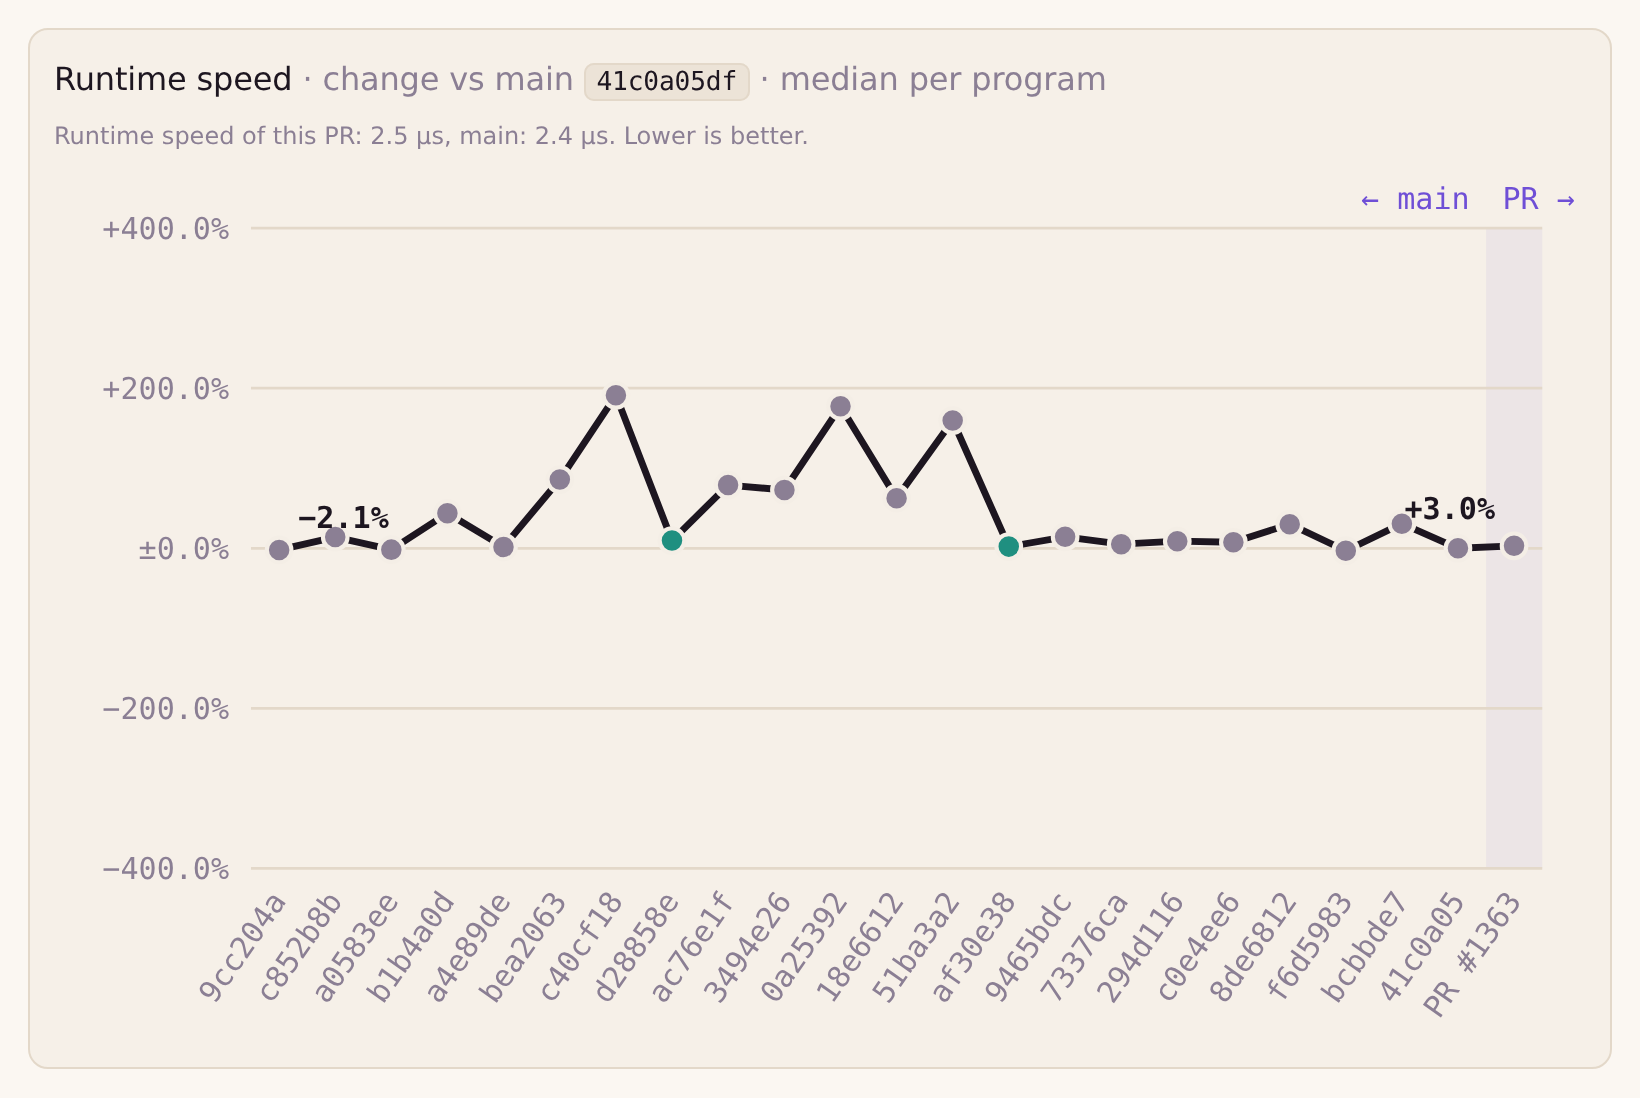 Runtime speed · change vs main 41c0a05df · median per program
Runtime speed of this PR: 2.5 µs, main: 2.4 µs. Lower is better.
← main PR →
+400.0%
+200.0%
±0.0%
−200.0%
−400.0%
−2.1%
+3.0%
9cc204a
c852b8b
a0583ee
b1b4a0d
a4e89de
bea2063
c40cf18
d28858e
ac76e1f
3494e26
0a25392
18e6612
51ba3a2
af30e38
9465bdc
73376ca
294d116
c0e4ee6
8de6812
f6d5983
bcbbde7
41c0a05
PR #1363